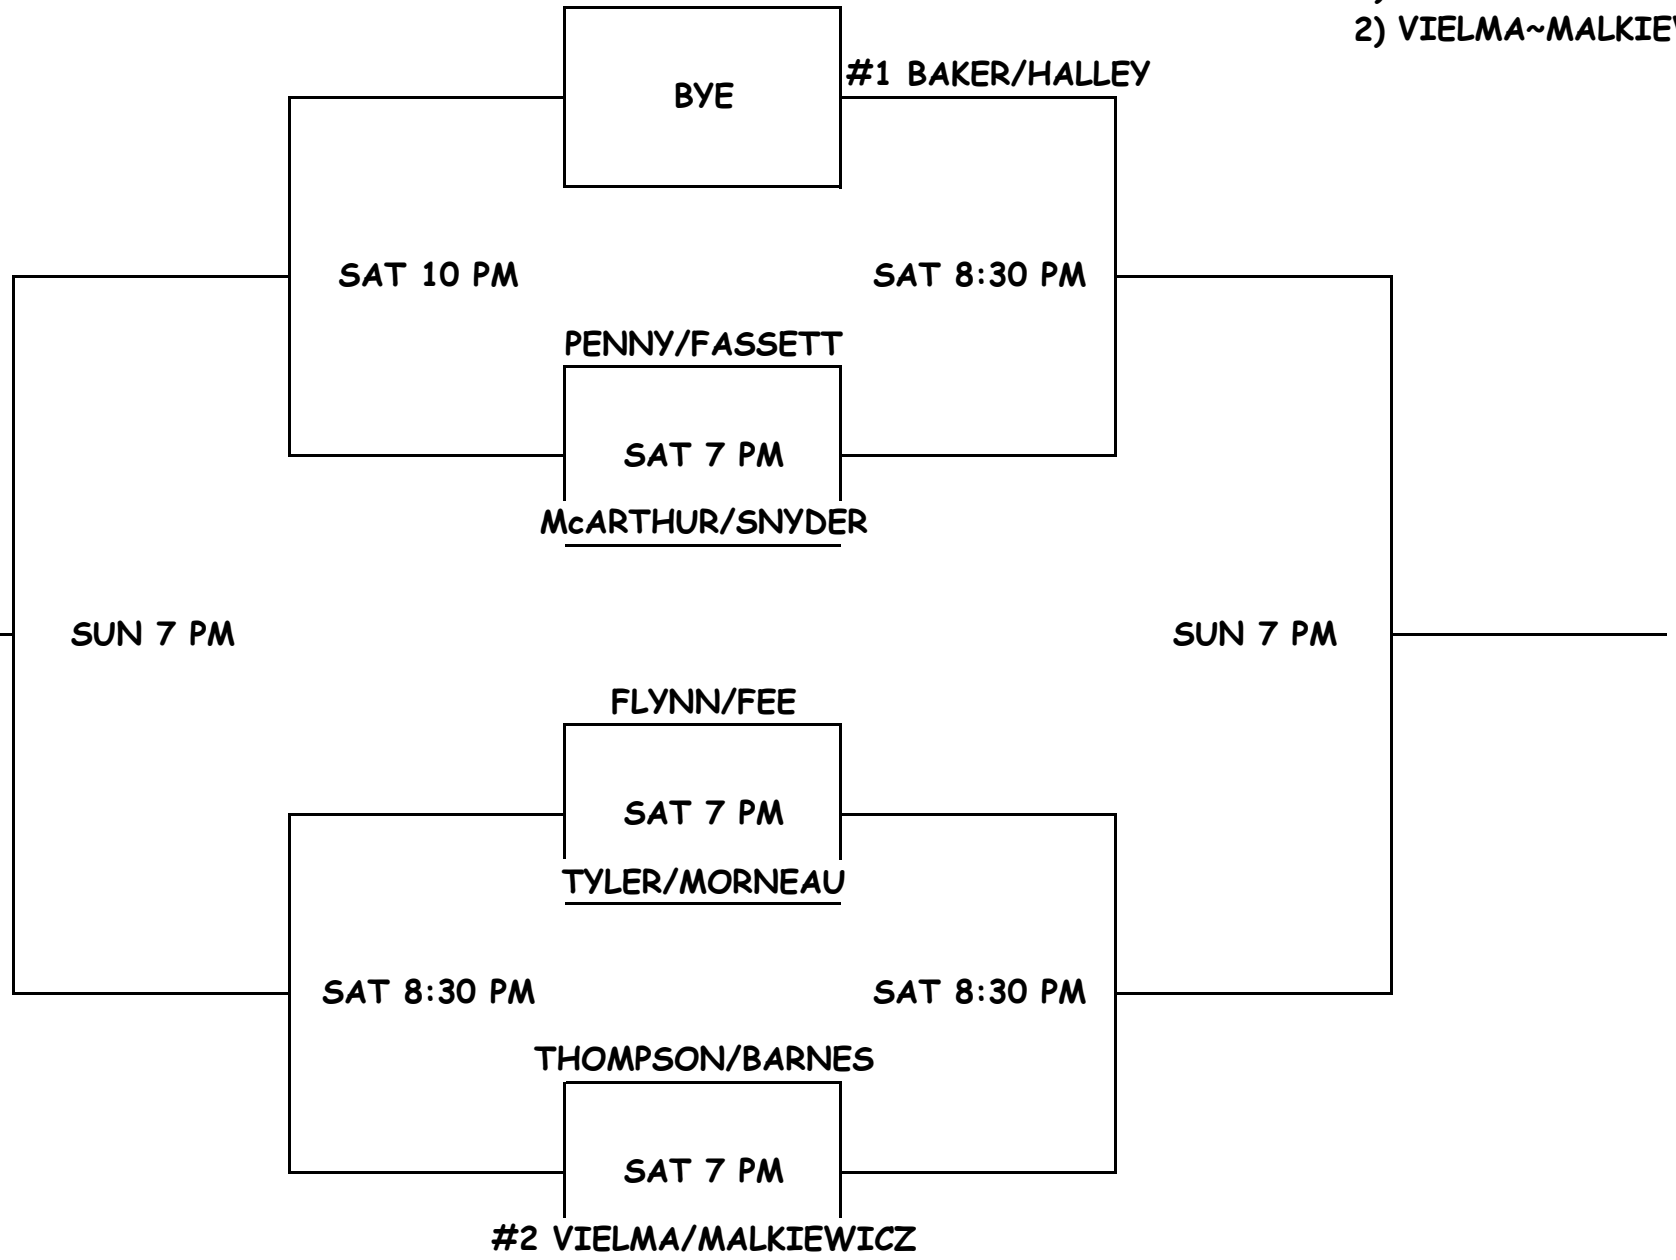 2) VIELMA~MALKIEW
#1 BAKER/HALLEY
BYE
SAT 10 PM
SAT 8:30 PM
PENNY/FASSETT
SAT 7 PM
McARTHUR/SNYDER
SUN 7 PM
SUN 7 PM
FLYNN/FEE
SAT 7 PM
TYLER/MORNEAU
SAT 8:30 PM
SAT 8:30 PM
THOMPSON/BARNES
SAT 7 PM
#2 VIELMA/MALKIEWICZ